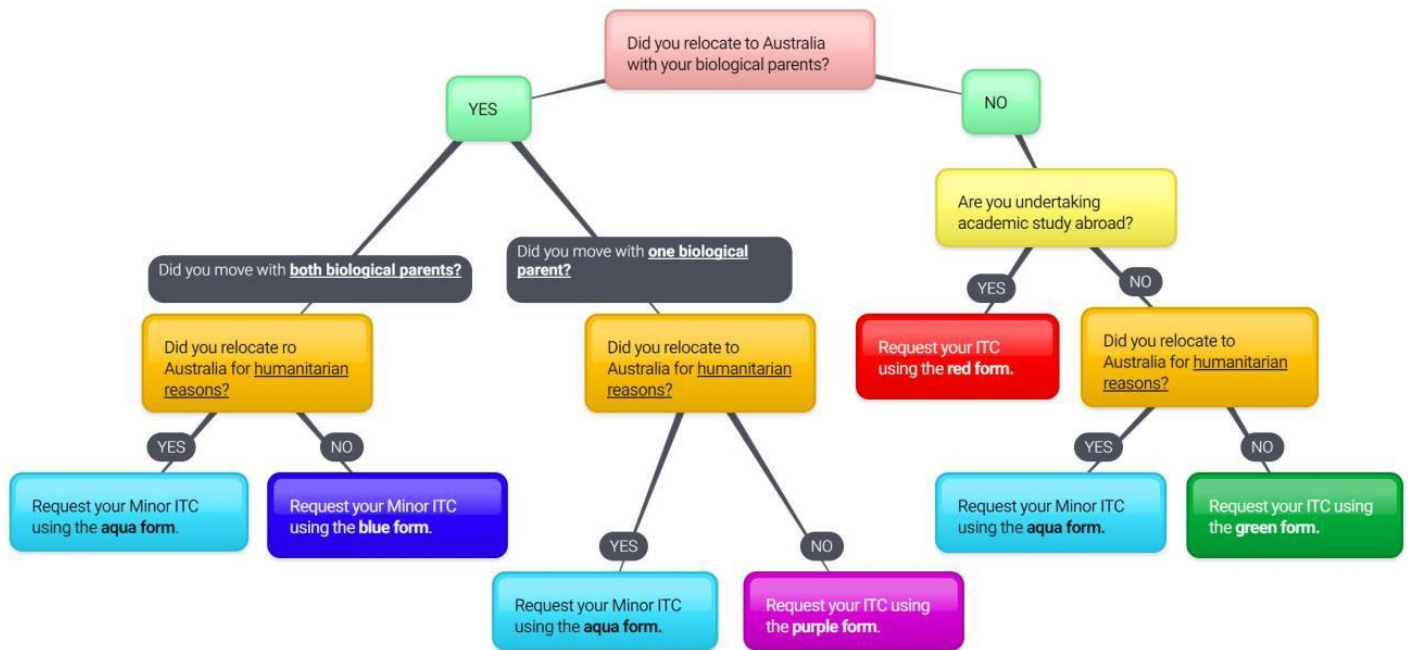 Did you relocate to Australia
with your biological parents?
YES
NO
Are you undertaking
academic study abroad?
Did you move with both biological parents?
Did you move with one biological
parent?
YES
NO
Did you relocate ro
Australia for humanitarian
reasons?
Did you relocate to
Australia for humanitarian
reasons?
Request your ITC
using the red form.
Did you relocate to
Australia for humanitarian
reasons?
YES
NO
YES
NO
Request your Minor ITC
using the aqua form.
Request your Minor ITC
using the blue form.
Request your Minor ITC
using the aqua form.
Request your ITC using
the green form.
YES
NO
Request your Minor ITC
using the aqua form.
Request your ITC using
the purple form.